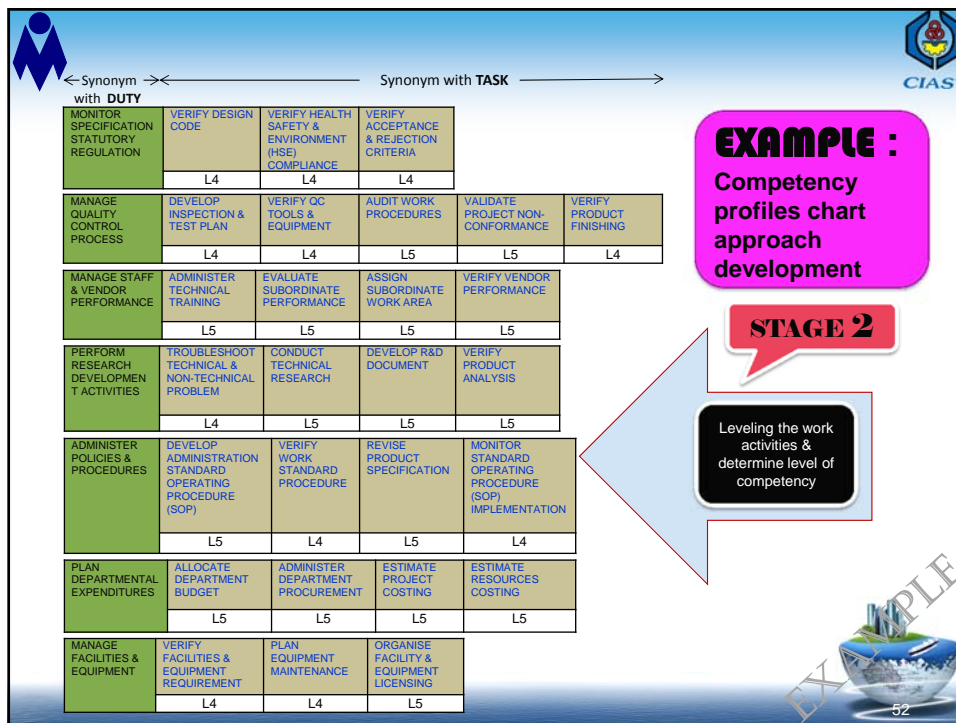 Synonym with DUTY
Synonym with TASK
CIAST
MONITOR
SPECIFICATION
STATUTORY
REGULATION
VERIFY DESIGN
CODE
VERIFY HEALTH
SAFETY &
ENVIRONMENT
(HSE)
COMPLIANCE
VERIFY
ACCEPTANCE
& REJECTION
CRITERIA
L4
L4
L4
MANAGE
QUALITY
CONTROL
PROCESS
DEVELOP
INSPECTION &
TEST PLAN
VERIFY QC
TOOLS &
EQUIPMENT
AUDIT WORK
PROCEDURES
VALIDATE
PROJECT NON-
CONFORMANCE
VERIFY
PRODUCT
FINISHING
L4
L4
L5
L5
L4
MANAGE STAFF
& VENDOR
PERFORMANCE
ADMINISTER
TECHNICAL
TRAINING
EVALUATE
SUBORDINATE
PERFORMANCE
ASSIGN
SUBORDINATE
WORK AREA
VERIFY VENDOR
PERFORMANCE
L5
L5
L5
L5
PERFORM
RESEARCH
DEVELOPMEN
T ACTIVITIES
TROUBLESHOOT
TECHNICAL &
NON-TECHNICAL
PROBLEM
CONDUCT
TECHNICAL
RESEARCH
DEVELOP R&D
DOCUMENT
VERIFY
PRODUCT
ANALYSIS
L4
L5
L5
L5
ADMINISTER
POLICIES &
PROCEDURES
DEVELOP
ADMINISTRATION
STANDARD
OPERATING
PROCEDURE
(SOP)
VERIFY
WORK
STANDARD
PROCEDURE
REVISE
PRODUCT
SPECIFICATION
MONITOR
STANDARD
OPERATING
PROCEDURE
(SOP)
IMPLEMENTATION
L5
L4
L5
L4
PLAN
DEPARTMENTAL
EXPENDITURES
ALLOCATE
DEPARTMENT
BUDGET
ADMINISTER
DEPARTMENT
PROCUREMENT
ESTIMATE
PROJECT
COSTING
ESTIMATE
RESOURCES
COSTING
L5
L5
L5
L5
MANAGE
FACILITIES &
EQUIPMENT
VERIFY
FACILITIES &
EQUIPMENT
REQUIREMENT
PLAN
EQUIPMENT
MAINTENANCE
ORGANISE
FACILITY &
EQUIPMENT
LICENSING
L4
L4
L5
EXAMPLE :
Competency
profiles chart
approach
development
STAGE 2
Leveling the work
activities &
determine level of
competency
EXAMPLE
52